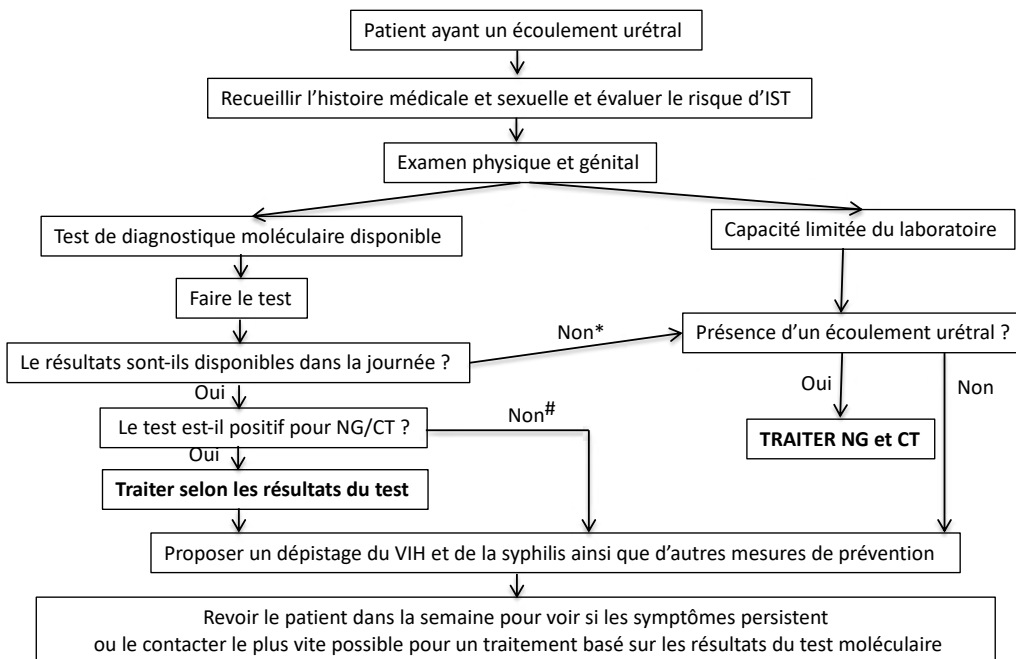 Patient ayant un écoulement urétral
Recueillir l'histoire médicale et sexuelle et évaluer le risque d'IST
Examen physique et génital
Test de diagnostique moléculaire disponible
Capacité limitée du laboratoire
Faire le test
Non*
Présence d'un écoulement urétral ?
Le résultats sont-ils disponibles dans la journée ?
Oui
Non
Oui
Le test est-il positif pour NG/CT ?
Non#
TRAITER NG et CT
Oui
Traiter selon les résultats du test
Proposer un dépistage du VIH et de la syphilis ainsi que d'autres mesures de prévention
Revoir le patient dans la semaine pour voir si les symptômes persistent
ou le contacter le plus vite possible pour un traitement basé sur les résultats du test moléculaire